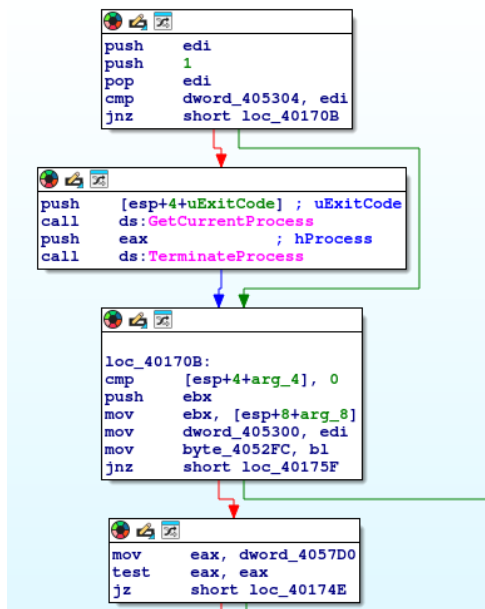 push edi
push 1
pop edi
cmp dword_405304, edi
jnz short loc_40170B
push [esp+4+uExitCode] ; uExitCode
call ds:GetCurrentProcess
push eax ; hProcess
call ds:TerminateProcess
loc_40170B:
cmp [esp+4+arg_4], 0
push ebx
mov ebx, [esp+8+arg_8]
mov dword_405300, edi
mov byte_4052FC, bl
jnz short loc_40175F
mov eax, dword_4057D0
test eax, eax
jz short loc_40174E